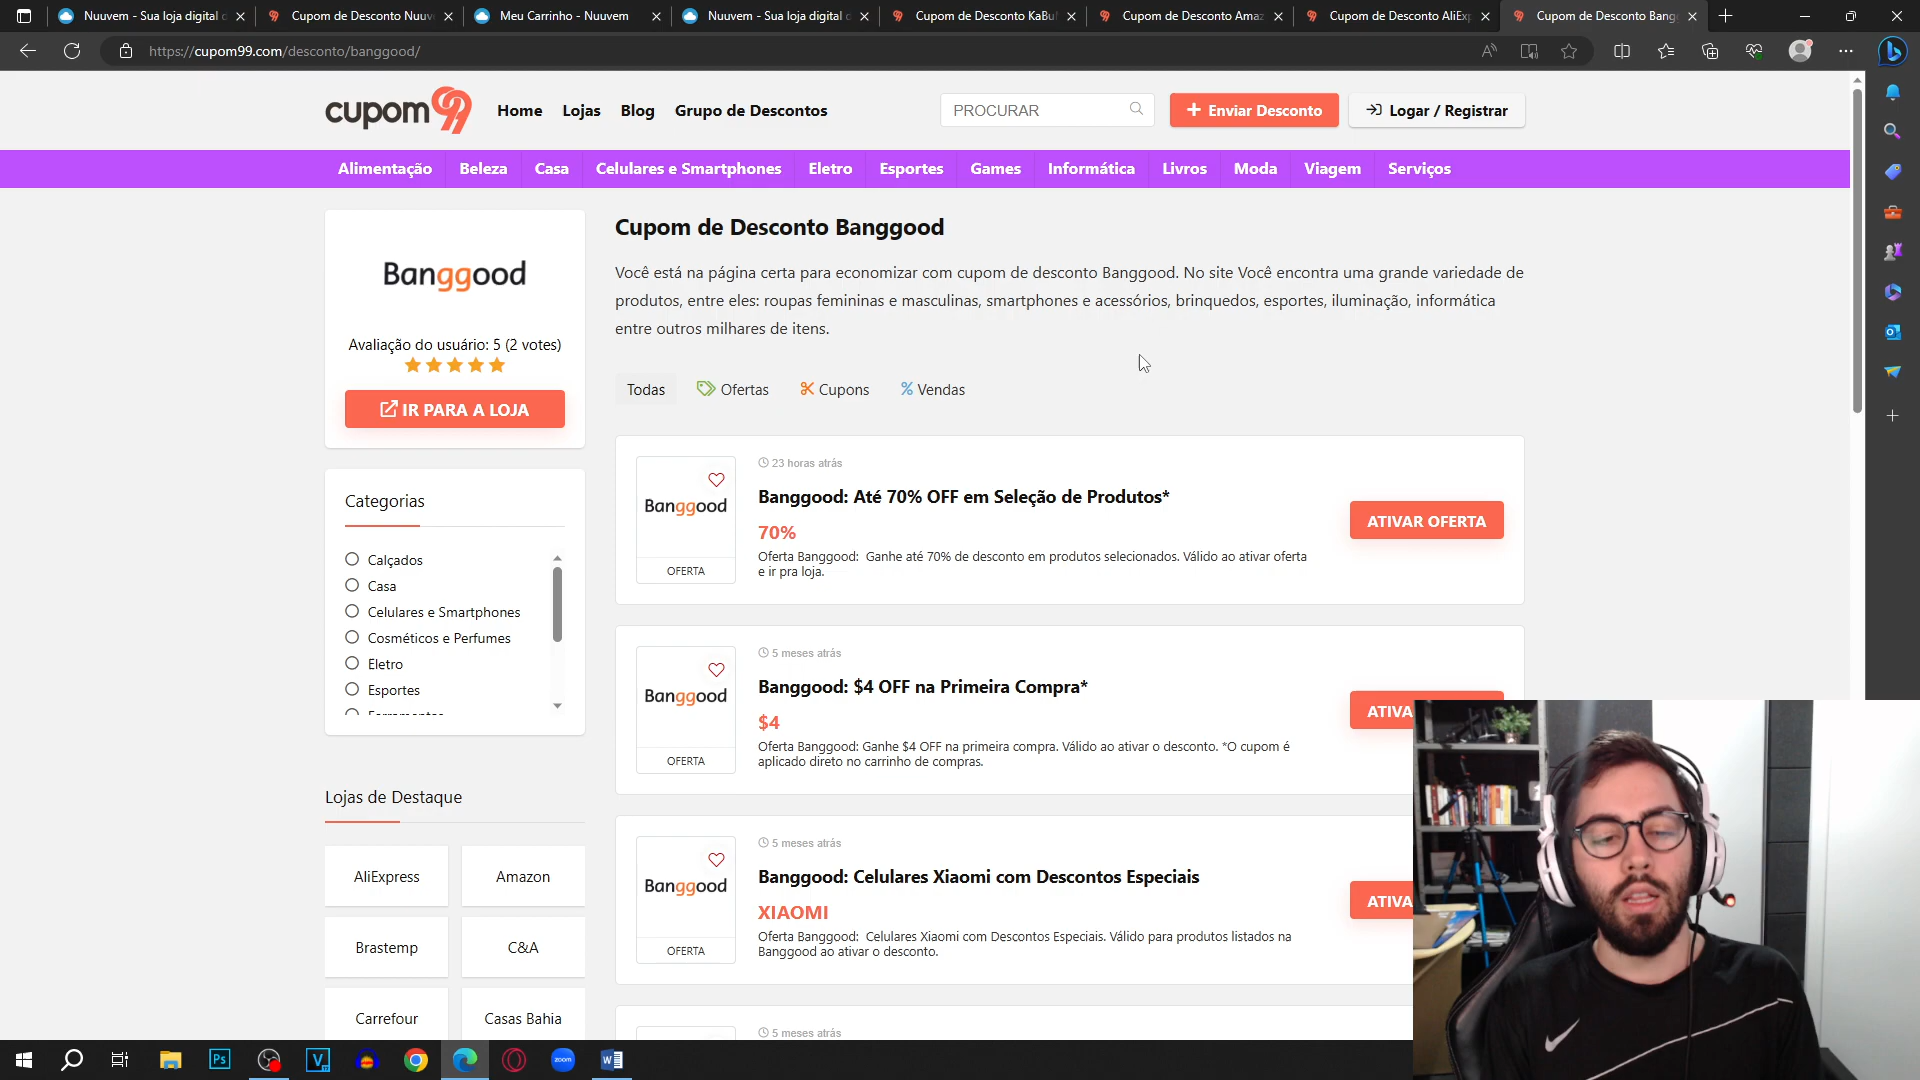 Nuuvem - Sua loja digital d
Cupom de Desconto Nuuv
Meu Carrinho - Nuuvem
Nuuvem - Sua loja digital d
Cupom de Desconto KaBu
Cupom de Desconto Amaz
Cupom de Desconto AliExp
Cupom de Desconto Bangg
https://cupom99.com/desconto/banggood/
cupom99
Home
Lojas
Blog
Grupo de Descontos
PROCURAR
+ Enviar Desconto
Logar / Registrar
Alimentação
Beleza
Casa
Celulares e Smartphones
Eletro
Esportes
Games
Informática
Livros
Moda
Viagem
Serviços
Banggood
Avaliação do usuário: 5 (2 votes)
IR PARA A LOJA
Categorias
Calçados
Casa
Celulares e Smartphones
Cosméticos e Perfumes
Eletro
Esportes
Lojas de Destaque
AliExpress
Amazon
Brastemp
C&A
Carrefour
Casas Bahia
Cupom de Desconto Banggood
Você está na página certa para economizar com cupom de desconto Banggood. No site Você encontra uma grande variedade de
produtos, entre eles: roupas femininas e masculinas, smartphones e acessórios, brinquedos, esportes, iluminação, informática
entre outros milhares de itens.
Todas
Ofertas
Cupons
% Vendas
Banggood
OFERTA
23 horas atrás
Banggood: Até 70% OFF em Seleção de Produtos*
70%
Oferta Banggood: Ganhe até 70% de desconto em produtos selecionados. Válido ao ativar oferta
e ir pra loja.
ATIVAR OFERTA
Banggood
OFERTA
5 meses atrás
Banggood: $4 OFF na Primeira Compra*
$4
Oferta Banggood: Ganhe $4 OFF na primeira compra. Válido ao ativar o desconto. *O cupom é
aplicado direto no carrinho de compras.
ATIVA
Banggood
OFERTA
5 meses atrás
Banggood: Celulares Xiaomi com Descontos Especiais
XIAOMI
Oferta Banggood: Celulares Xiaomi com Descontos Especiais. Válido para produtos listados na
Banggood ao ativar o desconto.
ATIVA
5 meses atrás
Ps
V
zoom
W